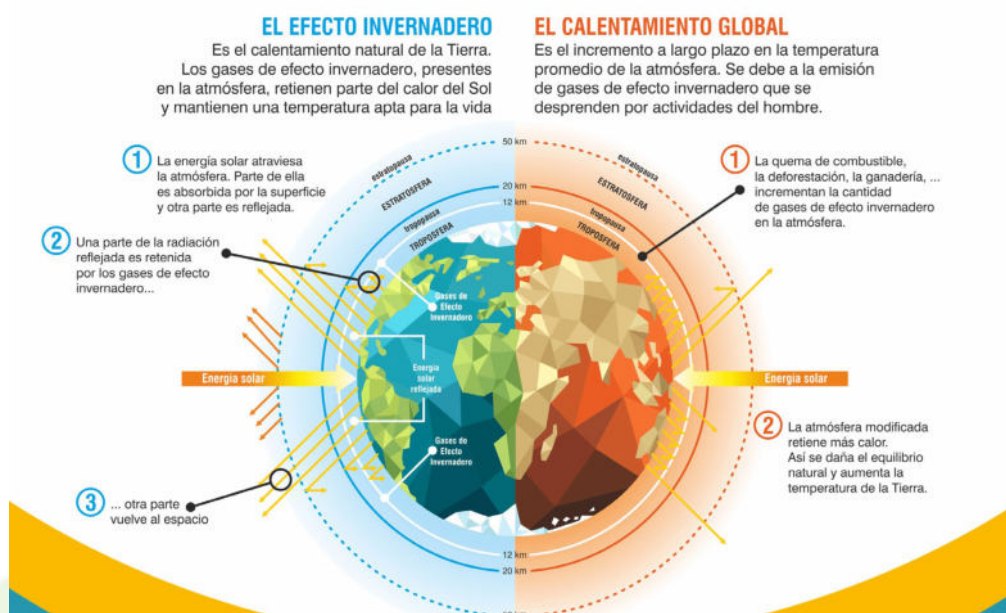 EL EFECTO INVERNADERO
Es el calentamiento natural de la Tierra.
Los gases de efecto invernadero, presentes
en la atmósfera, retienen parte del calor del Sol
y mantienen una temperatura apta para la vida
EL CALENTAMIENTO GLOBAL
Es el incremento a largo plazo en la temperatura
promedio de la atmósfera. Se debe a la emisión
de gases de efecto invernadero que se
desprenden por actividades del hombre.
1
La energía solar atraviesa
la atmósfera. Parte de ella
es absorbida por la superficie
y otra parte es reflejada.
2
Una parte de la radiación
reflejada es retenida
por los gases de efecto
invernadero...
Energía solar
3
... otra parte
vuelve al espacio
50 km
estratopausa
estratopausa
ESTRATOSFERA
ESTRATOSFERA
20 km
12 km
tropopausa
tropopausa
TROPOSFERA
TROPOSFERA
Gases de
Efecto
Invernadero
Energía
solar
reflejada
Gases de
Efecto
Invernadero
12 km
20 km
1
La quema de combustible,
la deforestación, la ganadería, ...
incrementan la cantidad
de gases de efecto invernadero
en la atmósfera.
Energía solar
2
La atmósfera modificada
retiene más calor.
Así se daña el equilibrio
natural y aumenta la
temperatura de la Tierra.